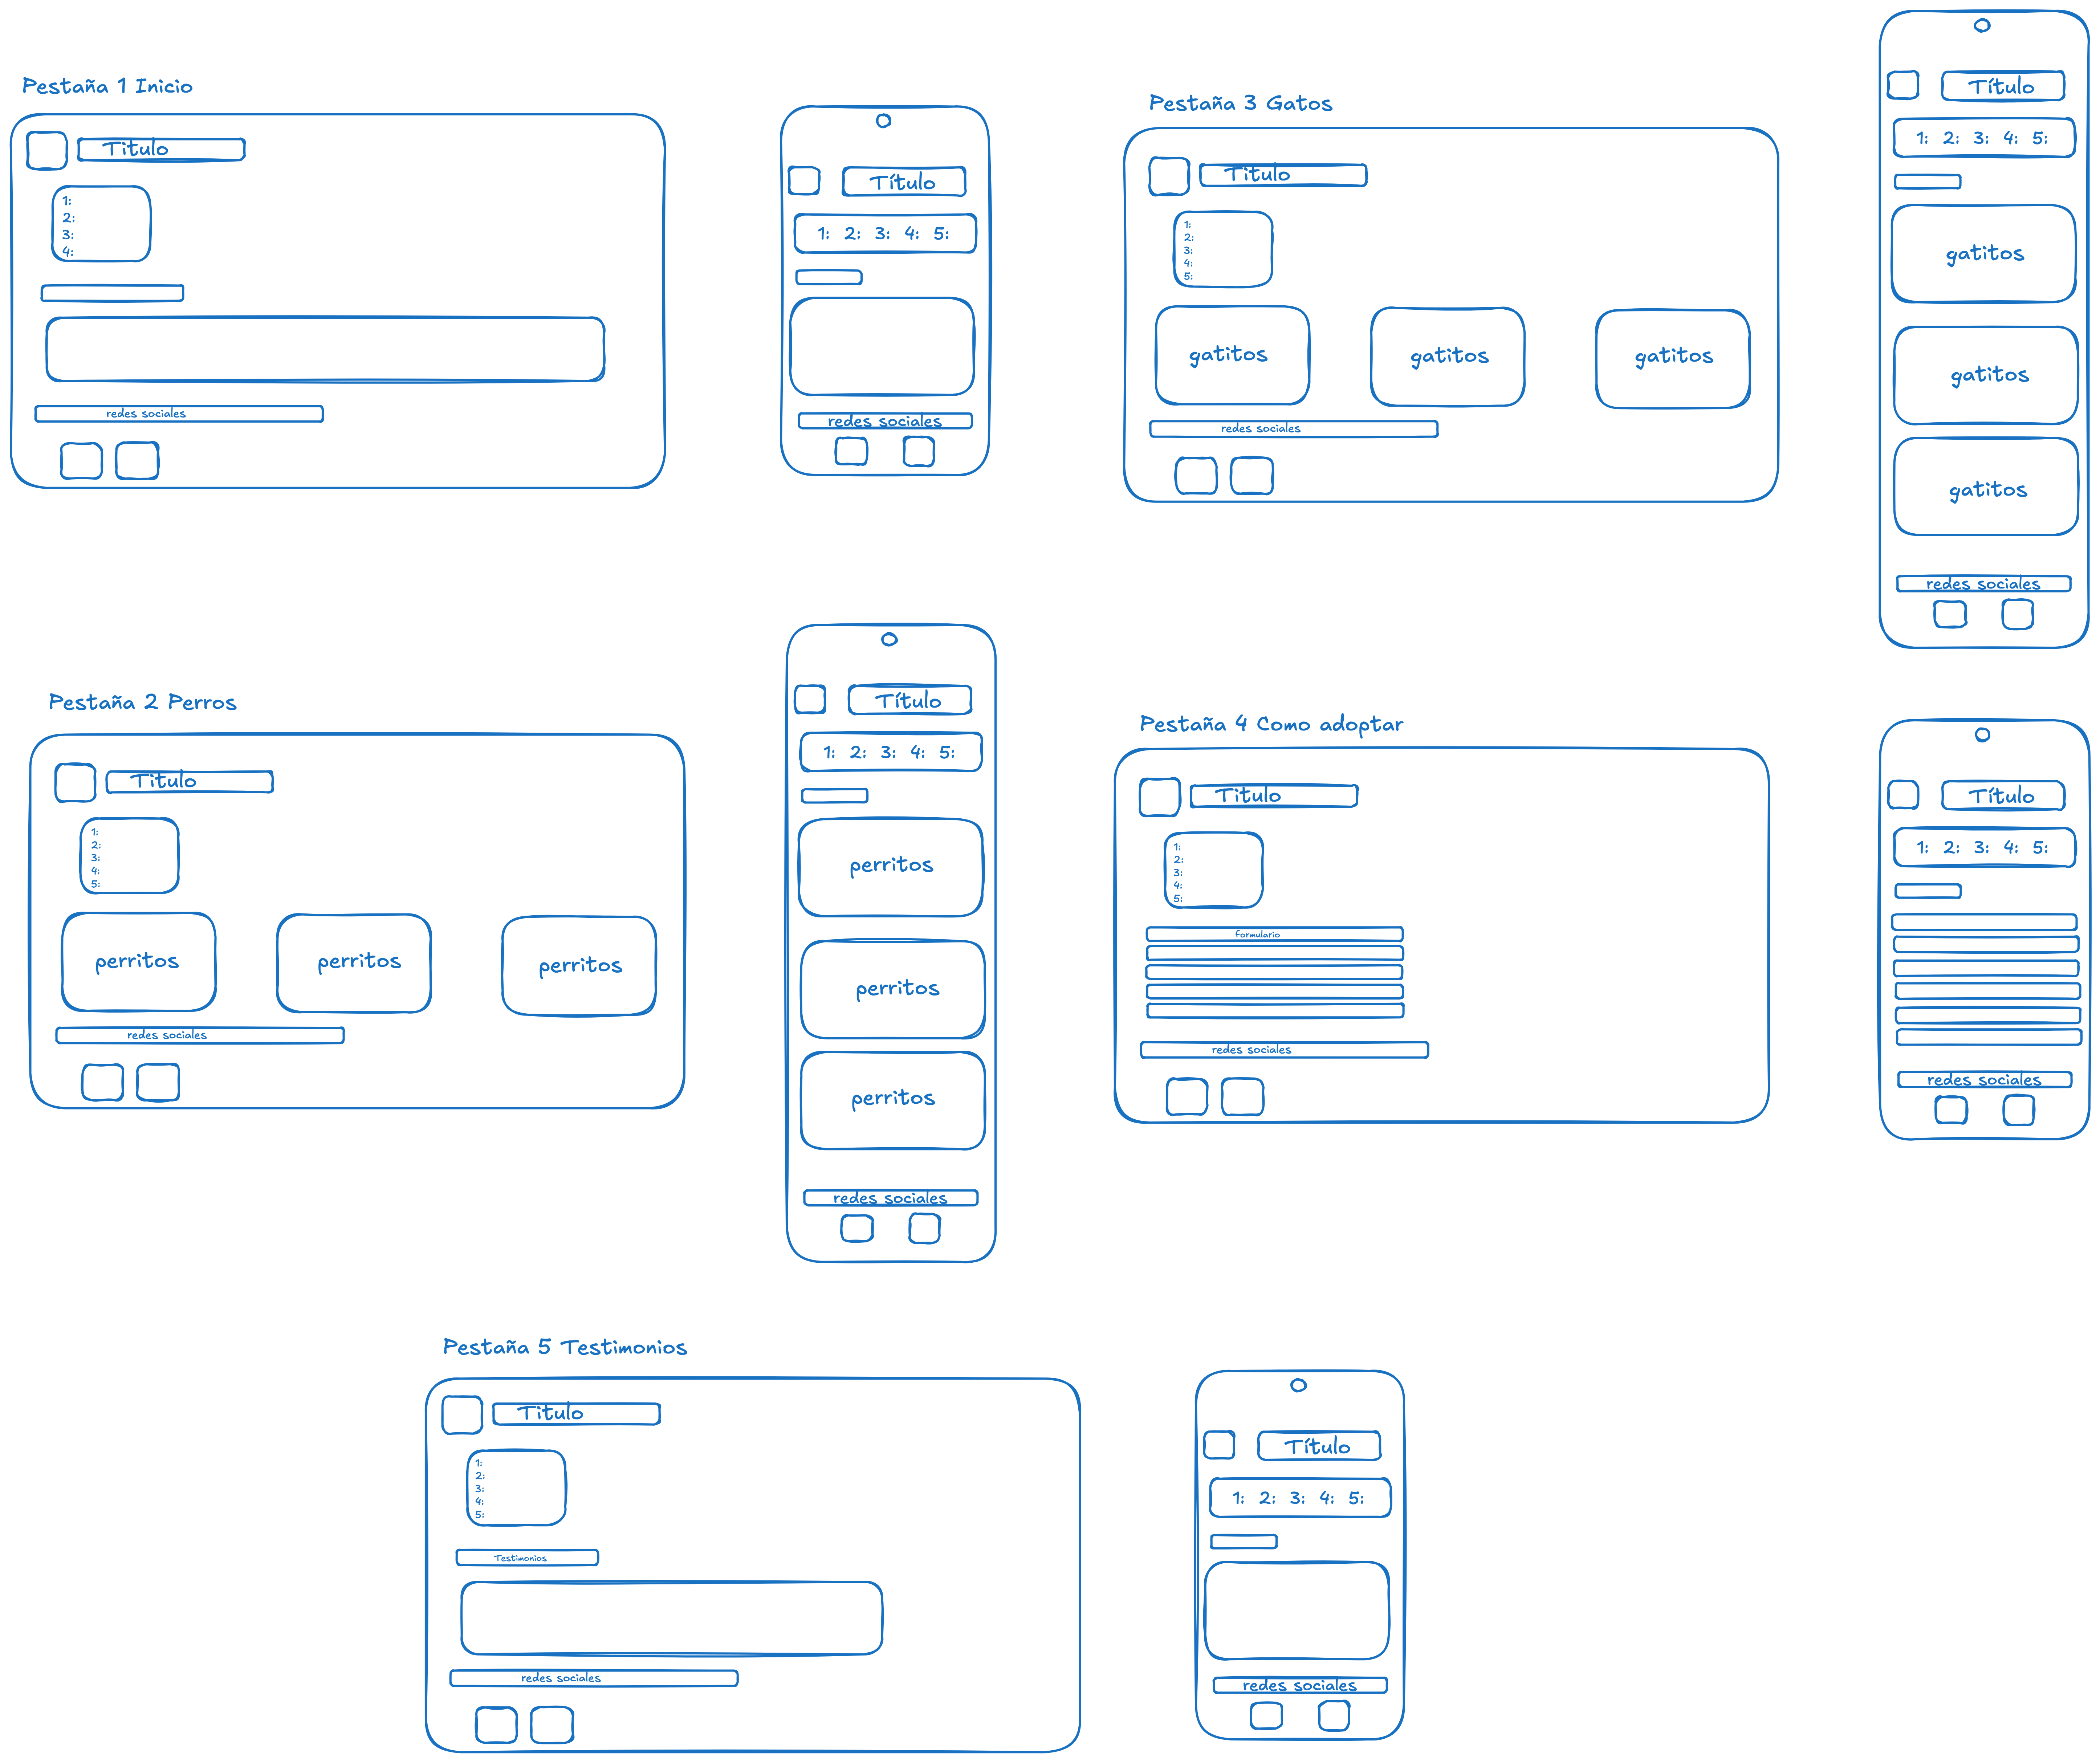 Pestaña 1 Inicio
Titulo
1:
2:
3:
4:
redes sociales
Título
1: 2: 3: 4: 5:
redes sociales
Pestaña 3 Gatos
Titulo
1:
2:
3:
4:
5:
gatitos gatitos gatitos
redes sociales
Título
1: 2: 3: 4: 5:
gatitos
gatitos
gatitos
redes sociales
Pestaña 2 Perros
Titulo
1:
2:
3:
4:
5:
perritos perritos perritos
redes sociales
Título
1: 2: 3: 4: 5:
perritos
perritos
perritos
redes sociales
Pestaña 4 Como adoptar
Titulo
1:
2:
3:
4:
5:
formulario
redes sociales
Título
1: 2: 3: 4: 5:
redes sociales
Pestaña 5 Testimonios
Titulo
1:
2:
3:
4:
5:
Testimonios
redes sociales
Título
1: 2: 3: 4: 5:
redes sociales